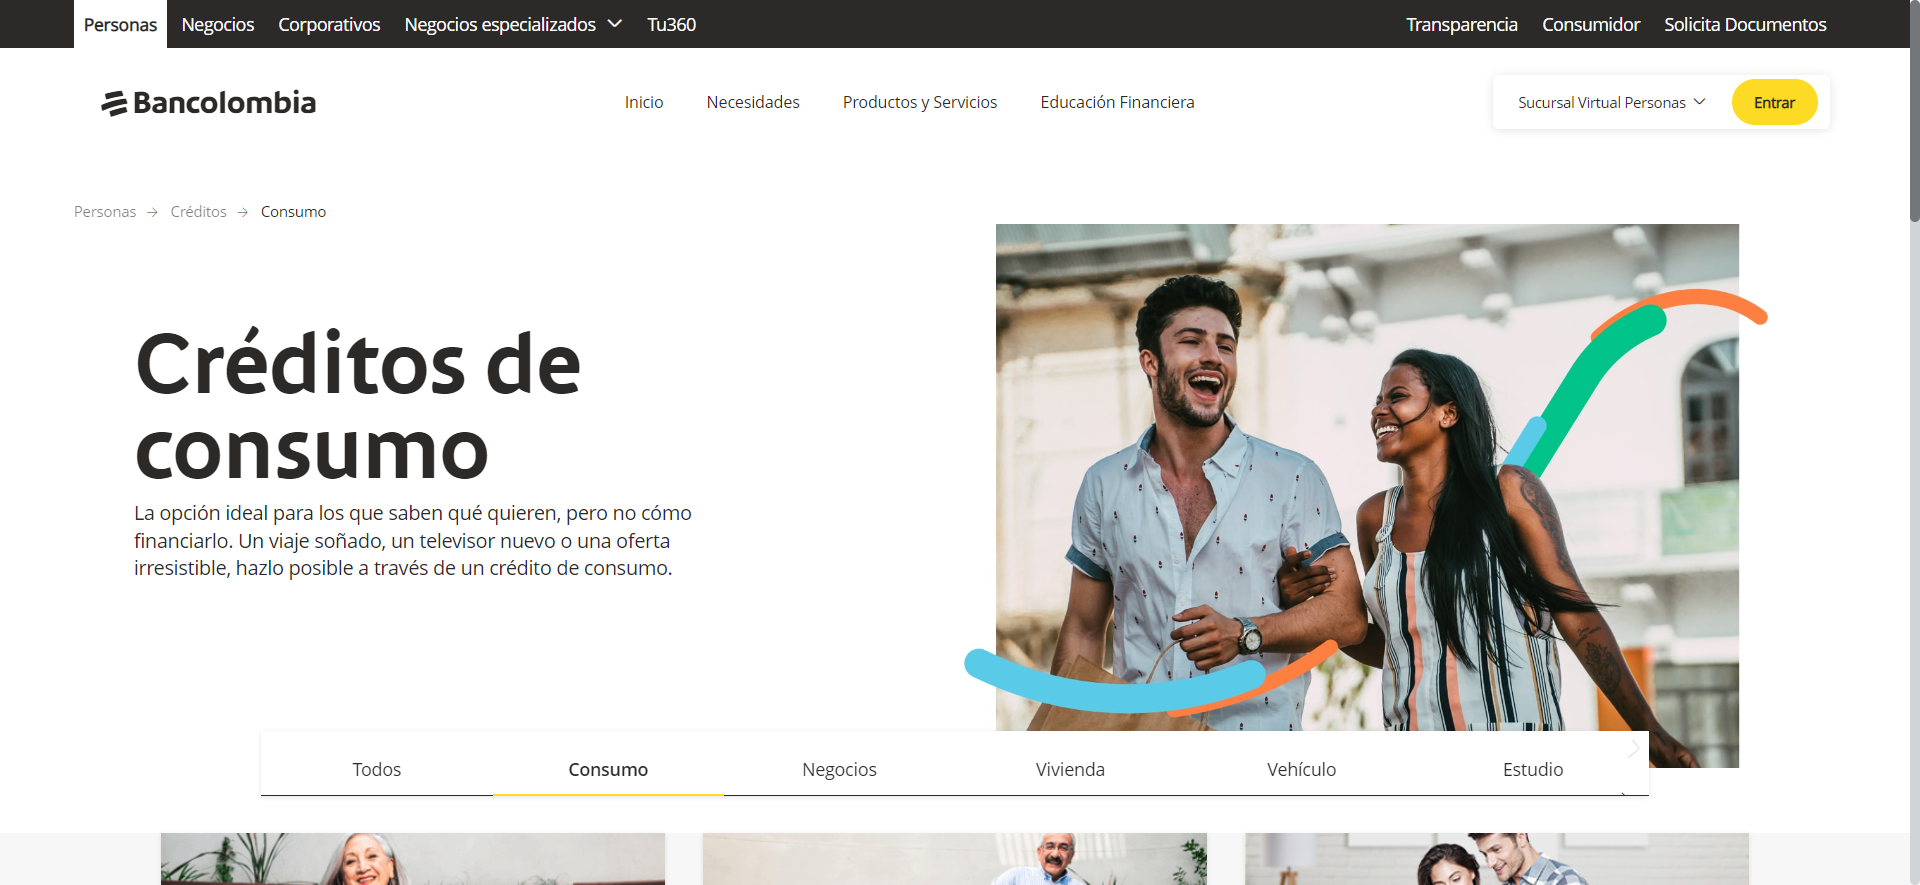 Personas Negocios Corporativos Negocios especializados Tu360 Transparencia Consumidor Solicita Documentos
Bancolombia Inicio Necesidades Productos y Servicios Educación Financiera Sucursal Virtual Personas Entrar
Personas → Créditos → Consumo
Créditos de
consumo
La opción ideal para los que saben qué quieren, pero no cómo
financiarlo. Un viaje soñado, un televisor nuevo o una oferta
irresistible, hazlo posible a través de un crédito de consumo.
Todos Consumo Negocios Vivienda Vehículo Estudio